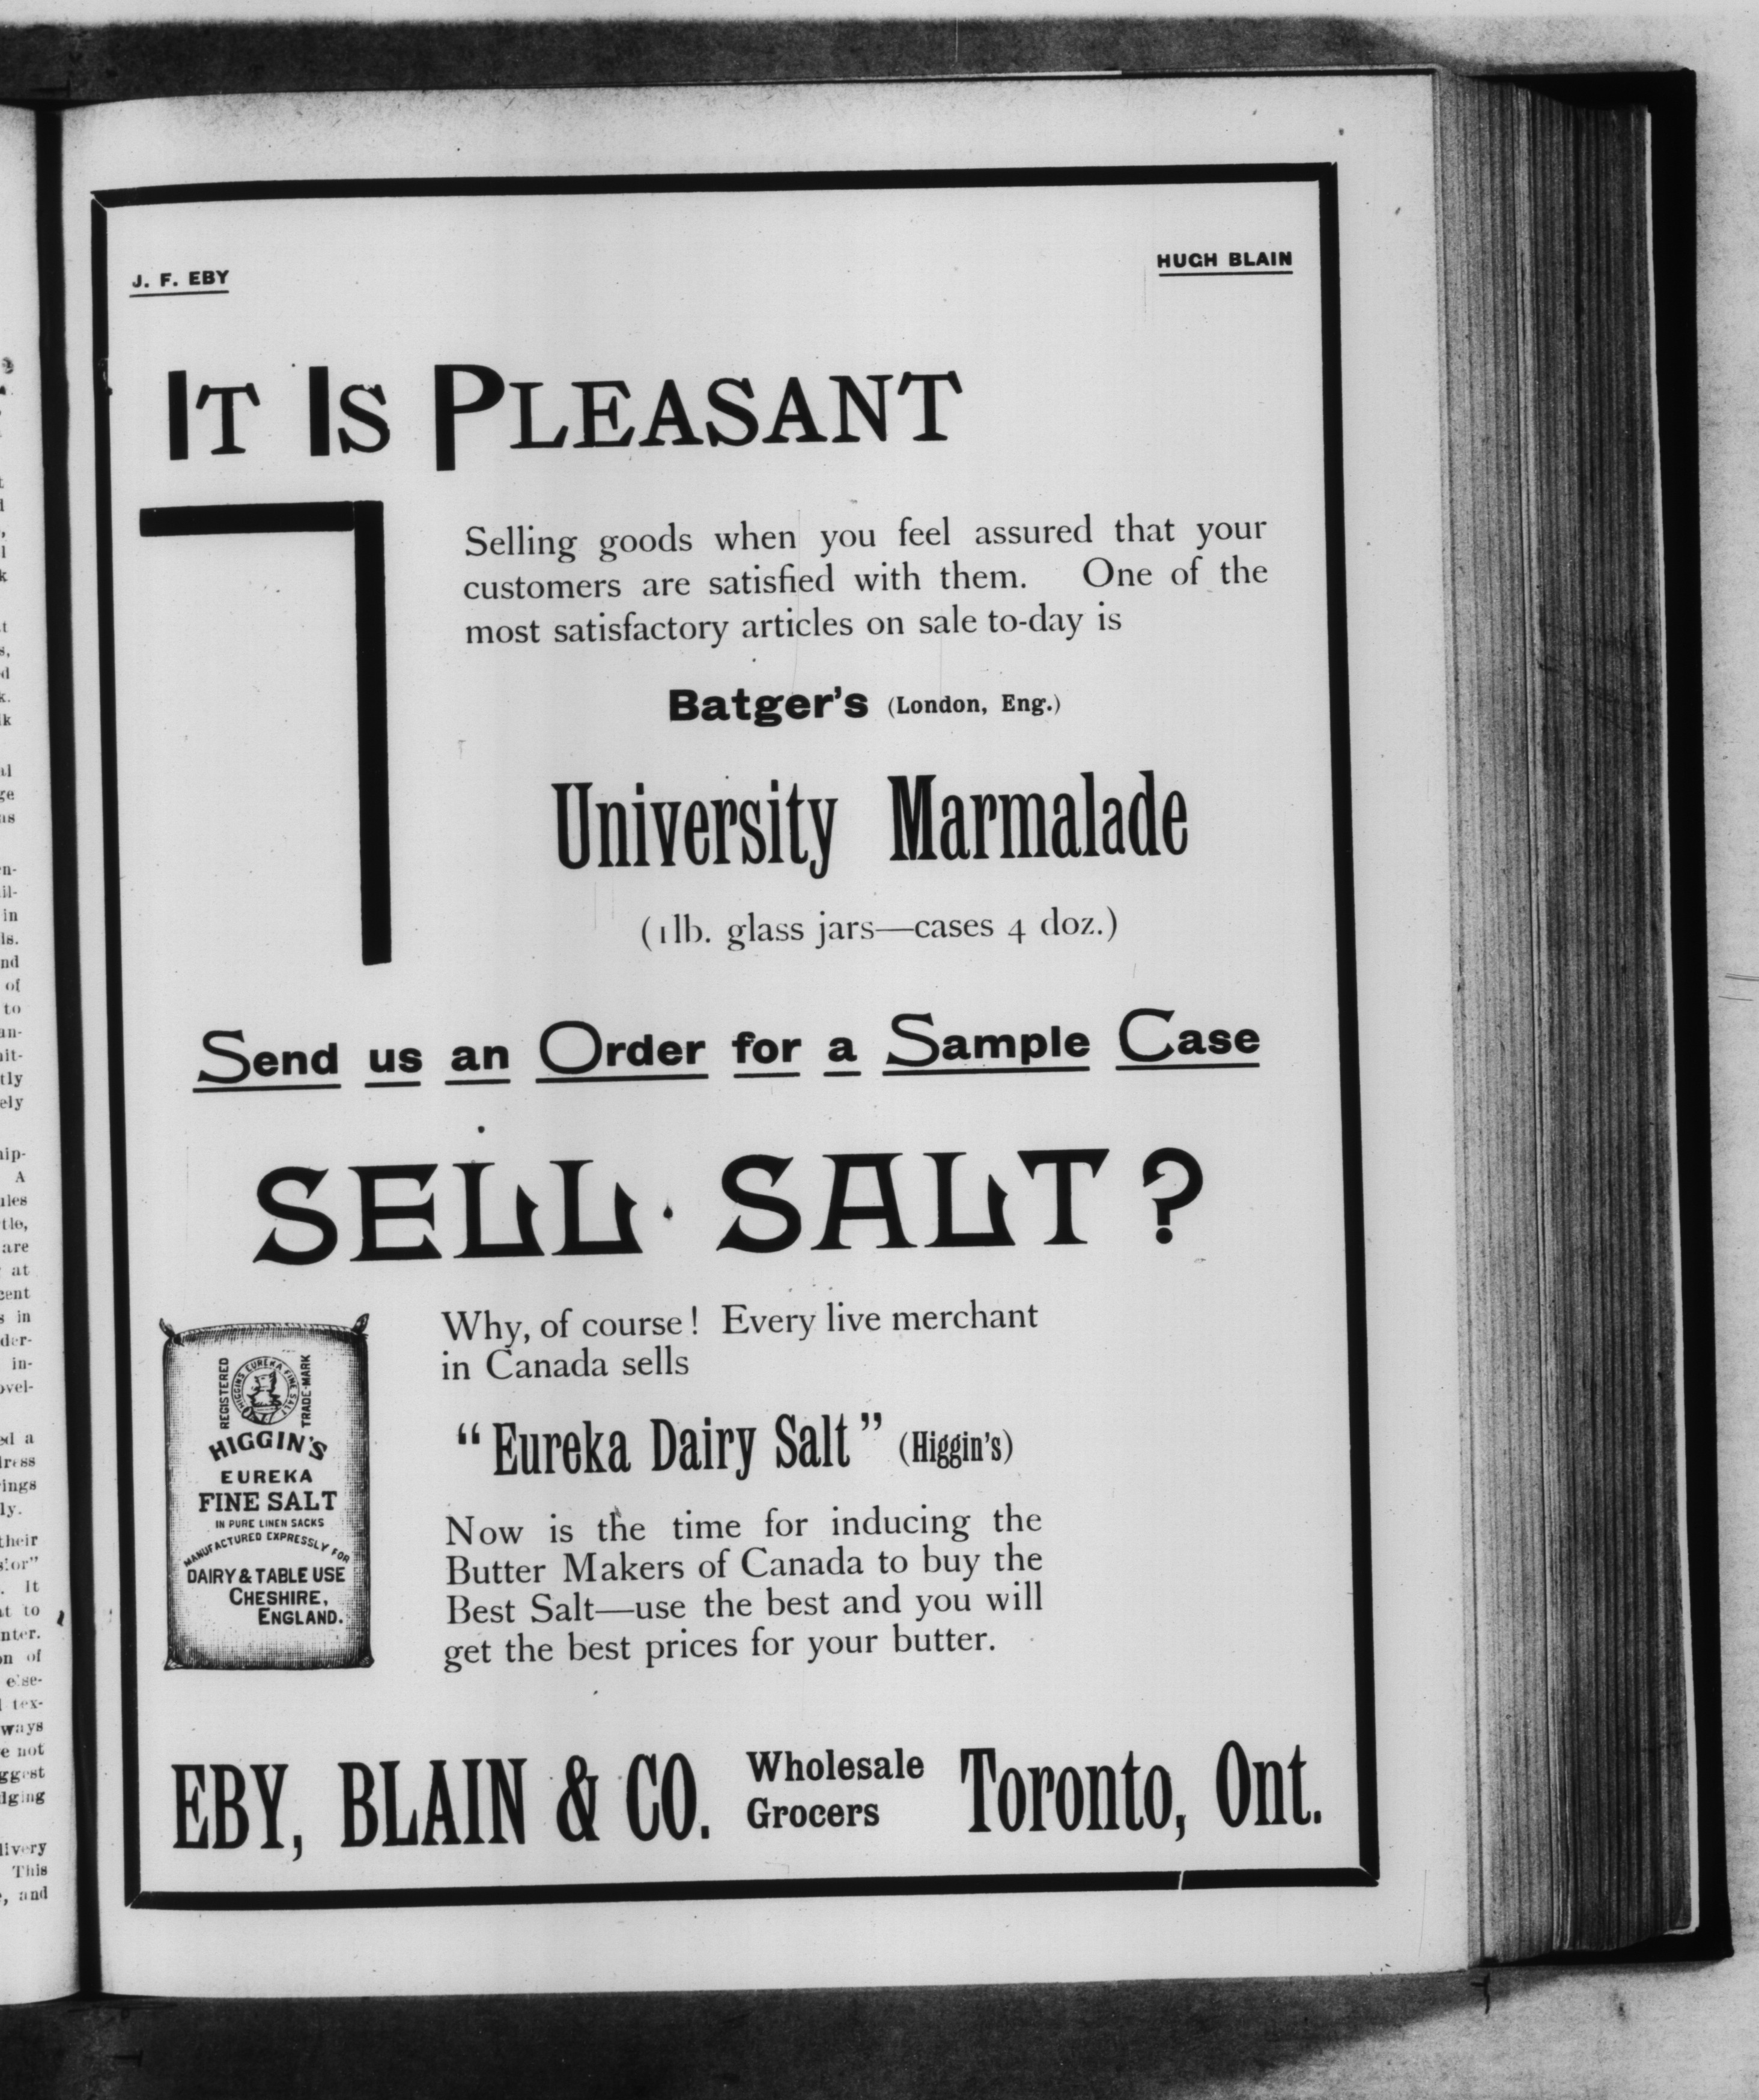 J. F. EBY
HUGH BLAIN
IT IS PLEASANT
Selling goods when you feel assured that your
customers are satisfied with them. One of the
most satisfactory articles on sale to-day is
Batger's (London, Eng.)
University Marmalade
(1lb. glass jars—cases 4 doz.)
Send us an Order for a Sample Case
SELL · SALT?
Why, of course! Every live merchant
in Canada sells
"Eureka Dairy Salt" (Higgin's)
Now is the time for inducing the
Butter Makers of Canada to buy the
Best Salt—use the best and you will
get the best prices for your butter.
REGISTERED
HIGGINS EUREKA FINE SALT
TRADE-MARK
HIGGIN'S
EUREKA
FINE SALT
IN PURE LINEN SACKS
MANUFACTURED EXPRESSLY FOR
DAIRY & TABLE USE
CHESHIRE,
ENGLAND.
EBY, BLAIN & CO. Wholesale
Grocers
Toronto, Ont.